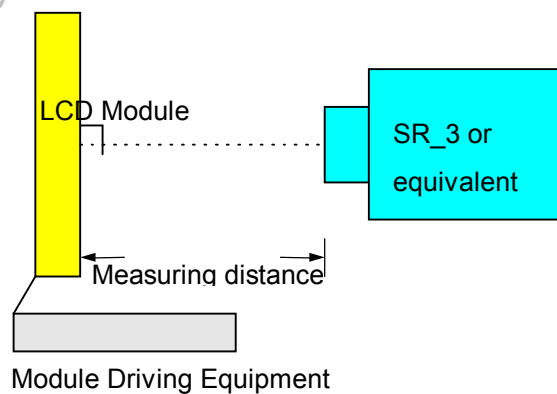 LCD Module
SR_3 or
equivalent
Measuring distance
Module Driving Equipment